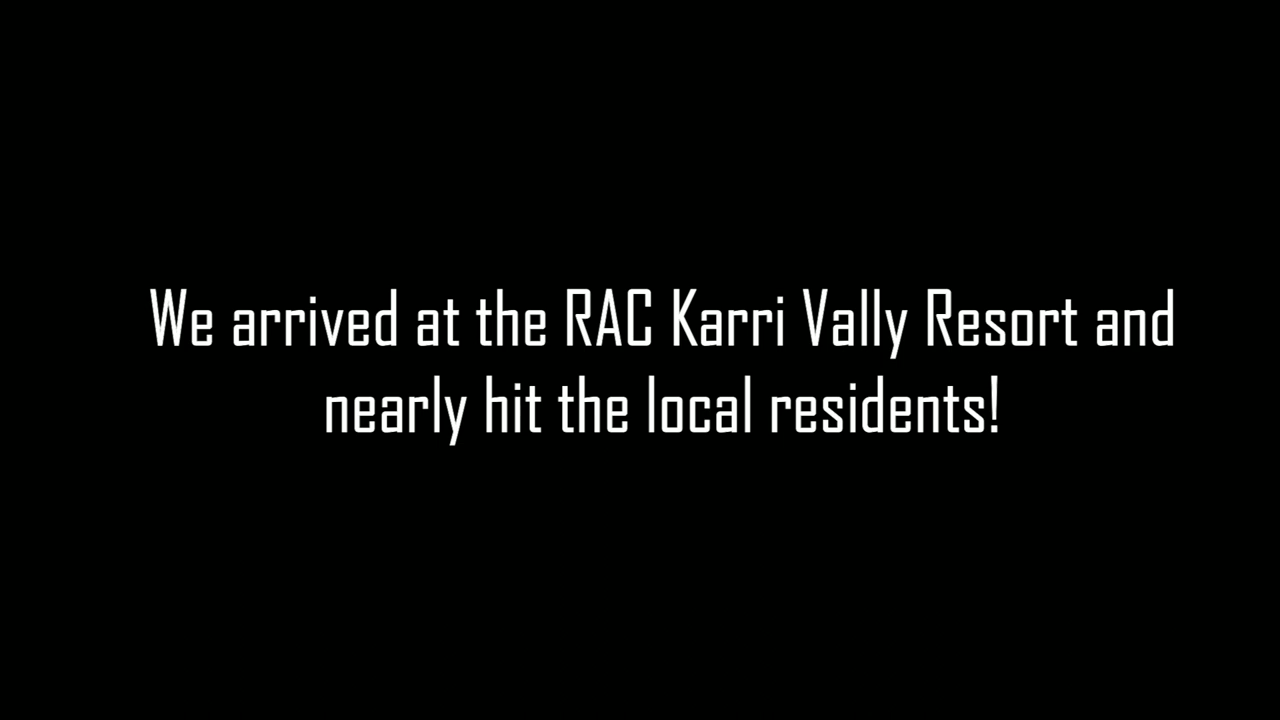 We arrived at the RAC Karri Vally Resort and
nearly hit the local residents!